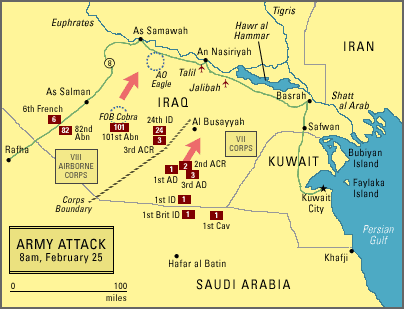 Euphrates
Tigris
As Samawah
Hawr al
Hammar
An Nasiriyah
IRAN
8
AO
Eagle
Talil
Jalibah
As Salman
Basrah
Shatt
al Arab
6th French
6
FOB Cobra
IRAQ
82
82nd
Abn
101
101st Abn
24th ID
24
3
3rd ACR
Al Busayyah
Safwan
VII
CORPS
Rafha
VIII
AIRBORNE
CORPS
2
2nd ACR
1
1st AD
3
3rd AD
KUWAIT
Bubiyan
Island
Faylaka
Island
Kuwait
City
Corps
Boundary
1st ID
1
1st Brit ID
1
1
1st Cav
Persian
Gulf
ARMY ATTACK
8am, February 25
Hafar al Batin
Khafji
SAUDI ARABIA
0
100
miles